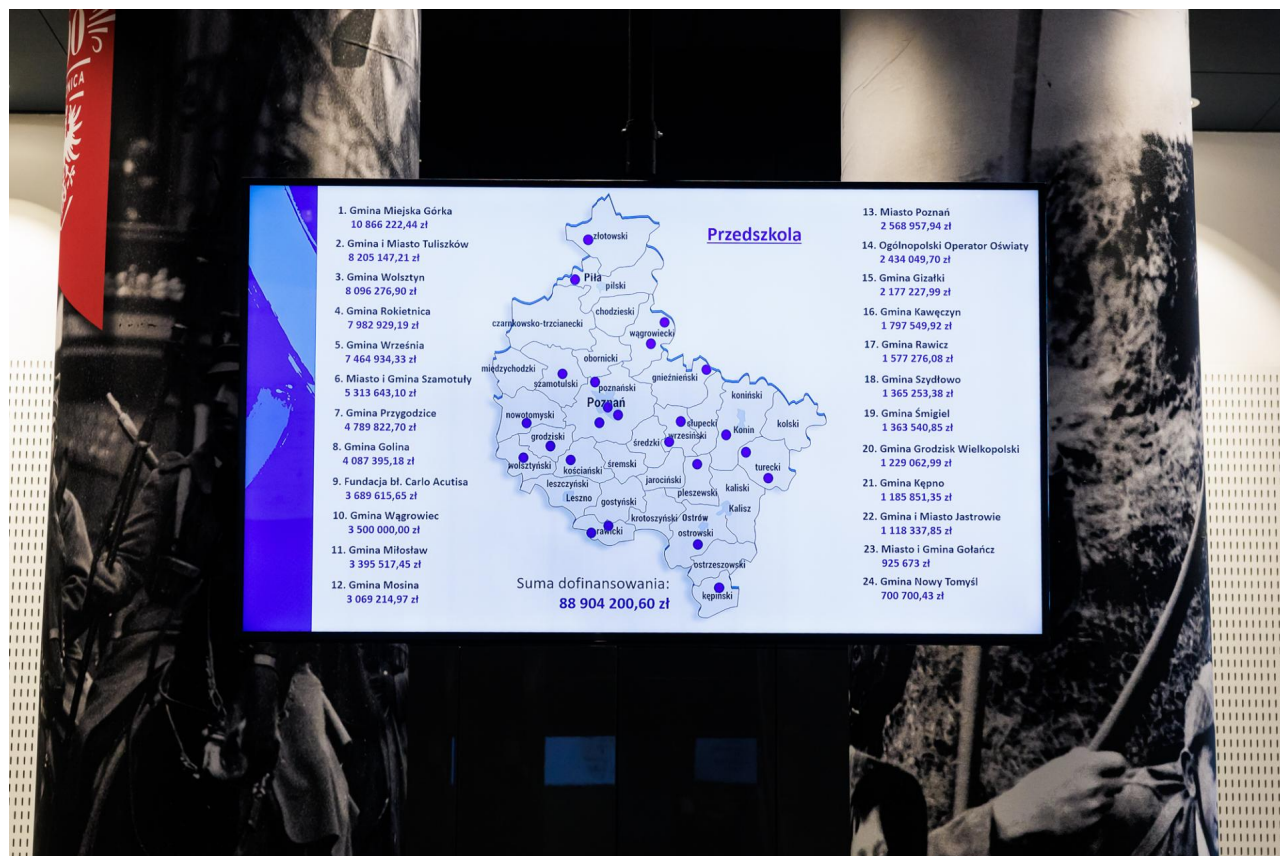 NICA
1. Gmina Miejska Górka
10 866 222,44 zł
2. Gmina i Miasto Tuliszków
8 205 147,21 zł
3. Gmina Wolsztyn
8 096 276,90 zł
4. Gmina Rokietnica
7 982 929,19 zł
5. Gmina Września
7 464 934,33 zł
6. Miasto i Gmina Szamotuły
5 313 643,10 zł
7. Gmina Przygodzice
4 789 822,70 zł
8. Gmina Golina
4 087 395,18 zł
9. Fundacja bł. Carlo Acutisa
3 689 615,65 zł
10. Gmina Wągrowiec
3 500 000,00 zł
11. Gmina Miłosław
3 395 517,45 zł
12. Gmina Mosina
3 069 214,97 zł
Przedszkola
złotowski
Piła
pilski
chodzieski
czarnkowsko-trzcianecki
wągrowiecki
obornicki
międzychodzki
szamotulski
poznański
gnieźnieński
koniński
Poznań
nowotomyski
słupecki
Konin
kolski
grodziski
średzki
wrzesiński
wolsztyński
kościański
śremski
turecki
leszczyński
jarociński
Leszno
gostyński
pleszewski
kaliski
Kalisz
krotoszyński
Ostrów
rawicki
ostrowski
ostrzeszowski
kępiński
Suma dofinansowania:
88 904 200,60 zł
13. Miasto Poznań
2 568 957,94 zł
14. Ogólnopolski Operator Oświaty
2 434 049,70 zł
15. Gmina Gizałki
2 177 227,99 zł
16. Gmina Kawęczyn
1 797 549,92 zł
17. Gmina Rawicz
1 577 276,08 zł
18. Gmina Szydłowo
1 365 253,38 zł
19. Gmina Śmigiel
1 363 540,85 zł
20. Gmina Grodzisk Wielkopolski
1 229 062,99 zł
21. Gmina Kępno
1 185 851,35 zł
22. Gmina i Miasto Jastrowie
1 118 337,85 zł
23. Miasto i Gmina Gołańcz
925 673 zł
24. Gmina Nowy Tomyśl
700 700,43 zł